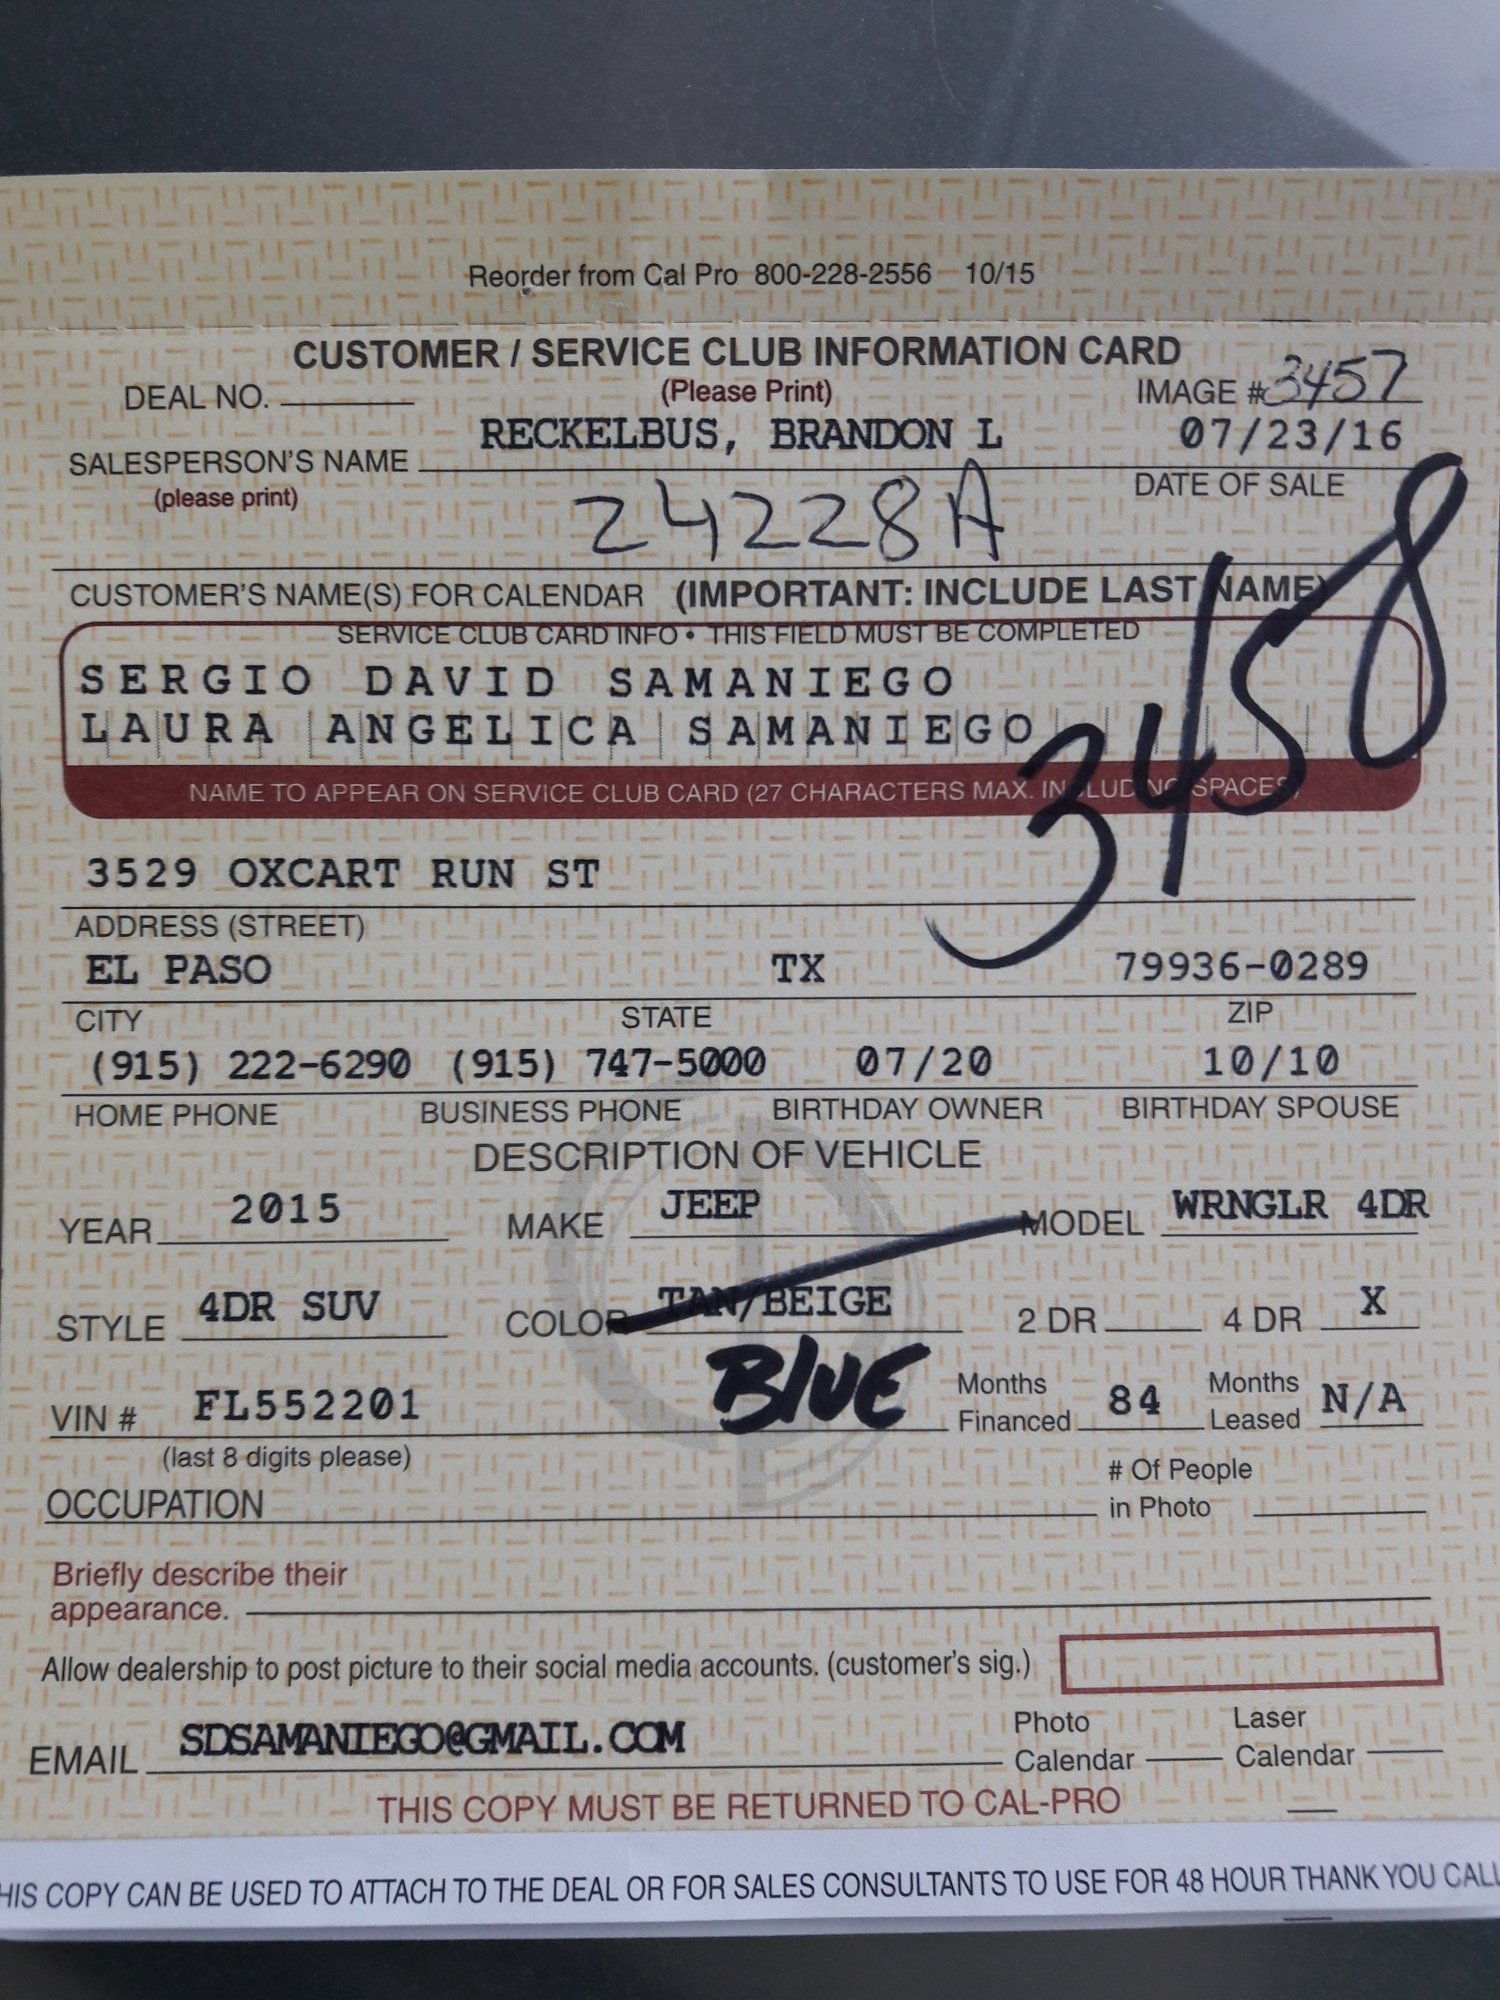 Reorder from Cal Pro 800-228-2556 10/15
CUSTOMER / SERVICE CLUB INFORMATION CARD
DEAL NO. (Please Print) IMAGE # 3457
RECKELBUS, BRANDON L 07/23/16
SALESPERSON'S NAME
(please print) DATE OF SALE
24228A
CUSTOMER'S NAME(S) FOR CALENDAR (IMPORTANT: INCLUDE LAST NAME)
SERVICE CLUB CARD INFO • THIS FIELD MUST BE COMPLETED
SERGIO DAVID SAMANIEGO
LAURA ANGELICA SAMANIEGO
3458
NAME TO APPEAR ON SERVICE CLUB CARD (27 CHARACTERS MAX. INCLUDING SPACES)
3529 OXCART RUN ST
ADDRESS (STREET)
EL PASO TX 79936-0289
CITY STATE ZIP
(915) 222-6290 (915) 747-5000 07/20 10/10
HOME PHONE BUSINESS PHONE BIRTHDAY OWNER BIRTHDAY SPOUSE
DESCRIPTION OF VEHICLE
YEAR 2015 MAKE JEEP MODEL WRNGLR 4DR
STYLE 4DR SUV COLOR TAN/BEIGE 2 DR 4 DR X
BLUE
VIN # FL552201 Months Financed 84 Months Leased N/A
(last 8 digits please)
OCCUPATION # Of People in Photo
Briefly describe their
appearance.
Allow dealership to post picture to their social media accounts. (customer's sig.)
EMAIL SDSAMANIEGO@GMAIL.COM Photo Calendar Laser Calendar
THIS COPY MUST BE RETURNED TO CAL-PRO
HIS COPY CAN BE USED TO ATTACH TO THE DEAL OR FOR SALES CONSULTANTS TO USE FOR 48 HOUR THANK YOU CALL